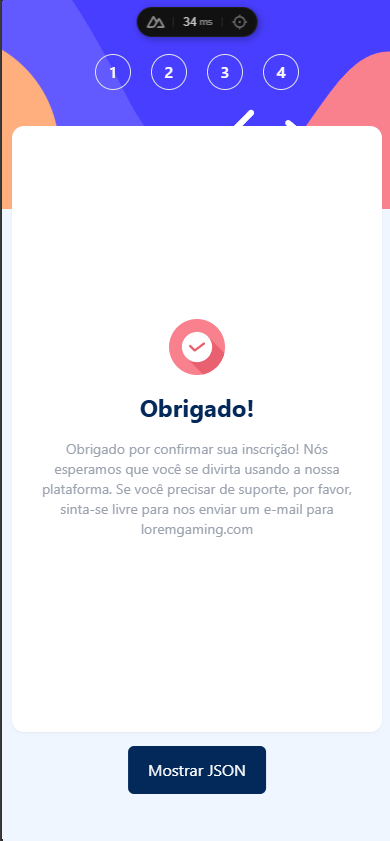 34 ms
1 2 3 4
Obrigado!
Obrigado por confirmar sua inscrição! Nós
esperamos que você se divirta usando a nossa
plataforma. Se você precisar de suporte, por favor,
sinta-se livre para nos enviar um e-mail para
loremgaming.com
Mostrar JSON